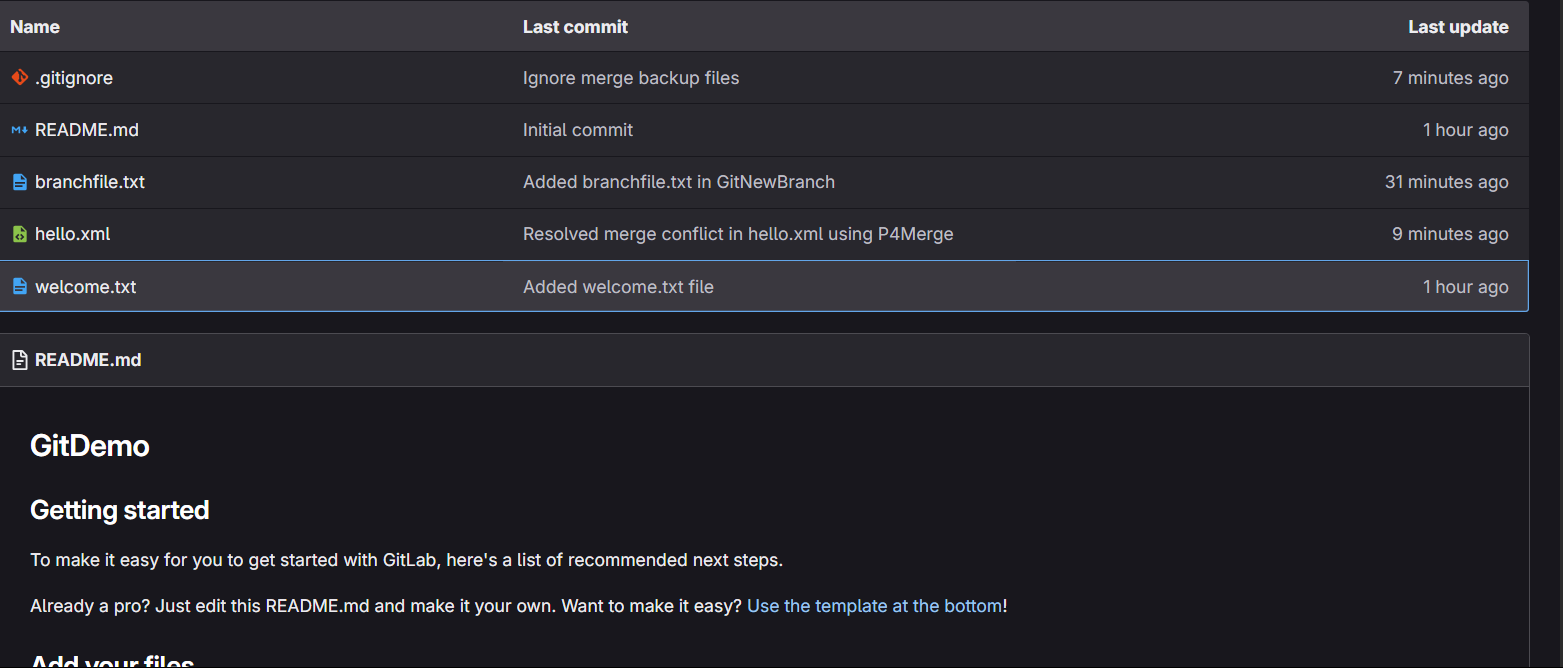 Name Last commit Last update
.gitignore Ignore merge backup files 7 minutes ago
README.md Initial commit 1 hour ago
branchfile.txt Added branchfile.txt in GitNewBranch 31 minutes ago
hello.xml Resolved merge conflict in hello.xml using P4Merge 9 minutes ago
welcome.txt Added welcome.txt file 1 hour ago
README.md
GitDemo
Getting started
To make it easy for you to get started with GitLab, here's a list of recommended next steps.
Already a pro? Just edit this README.md and make it your own. Want to make it easy? Use the template at the bottom!
Add your files